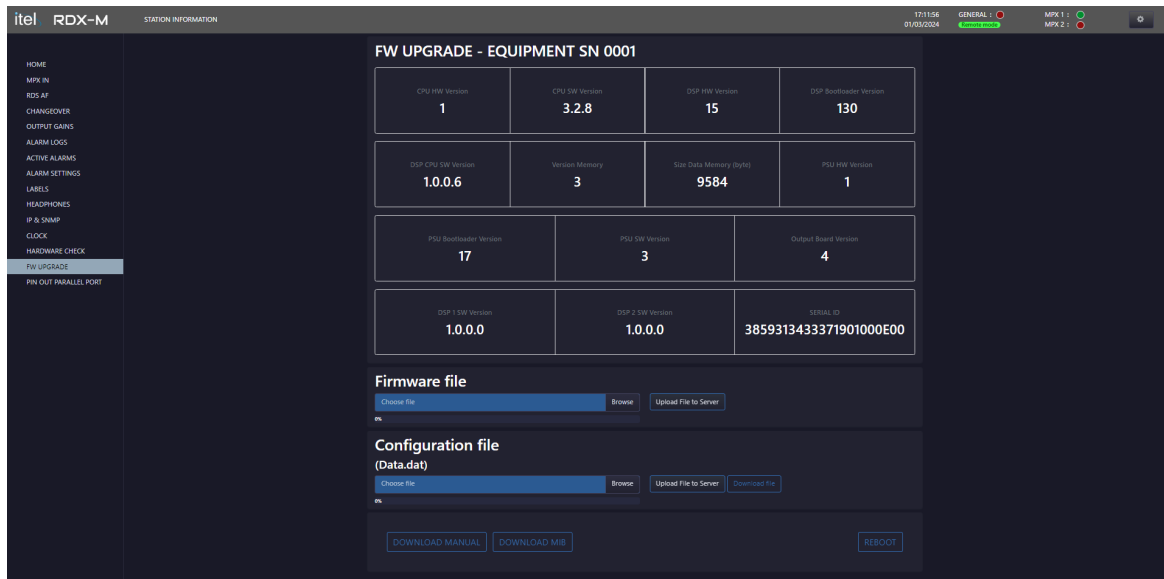 itel RDX-M
STATION INFORMATION
17:11:56
01/03/2024
GENERAL :
Remote mode
MPX 1 :
MPX 2 :
HOME
MPX IN
RDS AF
CHANGEOVER
OUTPUT GAINS
ALARM LOGS
ACTIVE ALARMS
ALARM SETTINGS
LABELS
HEADPHONES
IP & SNMP
CLOCK
HARDWARE CHECK
FW UPGRADE
PIN OUT PARALLEL PORT
FW UPGRADE - EQUIPMENT SN 0001
CPU HW Version CPU SW Version DSP HW Version DSP Bootloader Version
1 3.2.8 15 130
DSP CPU SW Version Version Memory Size Data Memory (byte) PSU HW Version
1.0.0.6 3 9584 1
PSU Bootloader Version PSU SW Version Output Board Version
17 3 4
DSP 1 SW Version DSP 2 SW Version SERIAL ID
1.0.0.0 1.0.0.0 3859313433371901000E00
Firmware file
Choose file Browse Upload File to Server
0%
Configuration file
(Data.dat)
Choose file Browse Upload File to Server Download file
0%
DOWNLOAD MANUAL DOWNLOAD MIB REBOOT